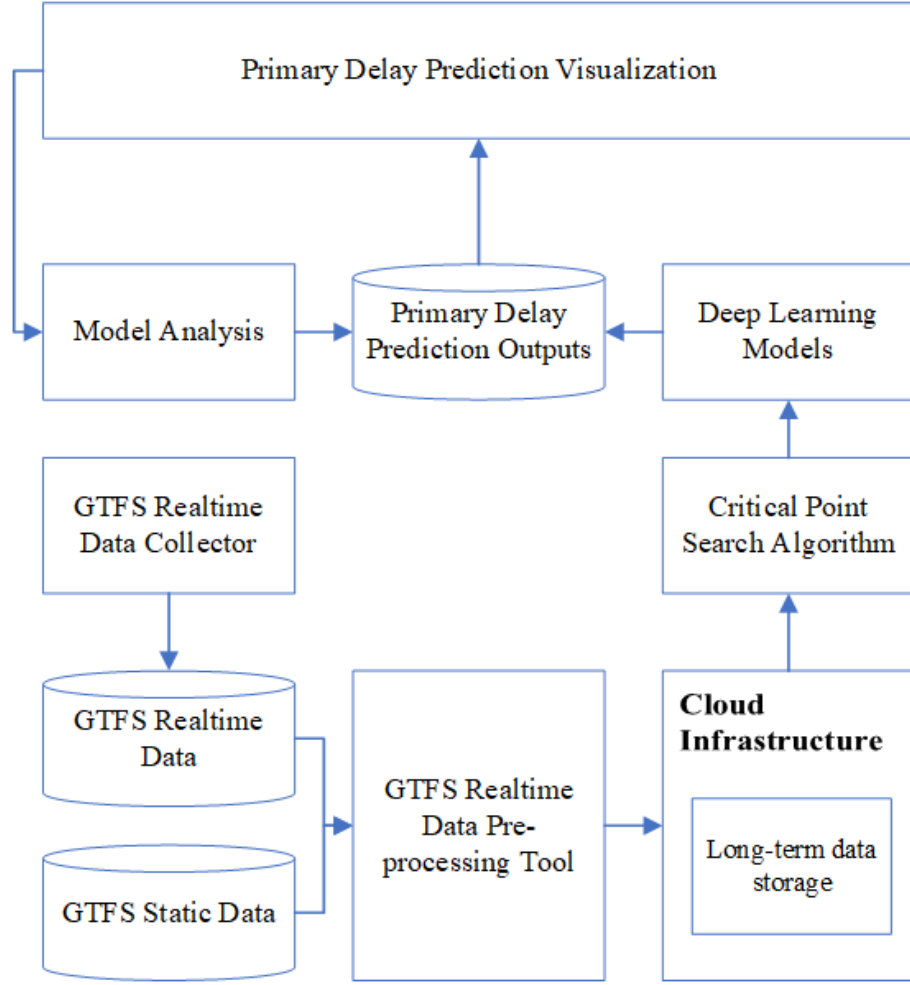 Primary Delay Prediction Visualization
Model Analysis
Primary Delay
Prediction Outputs
Deep Learning
Models
GTFS Realtime
Data Collector
Critical Point
Search Algorithm
GTFS Realtime
Data
GTFS Static Data
GTFS Realtime
Data Pre-
processing Tool
Cloud
Infrastructure
Long-term data
storage